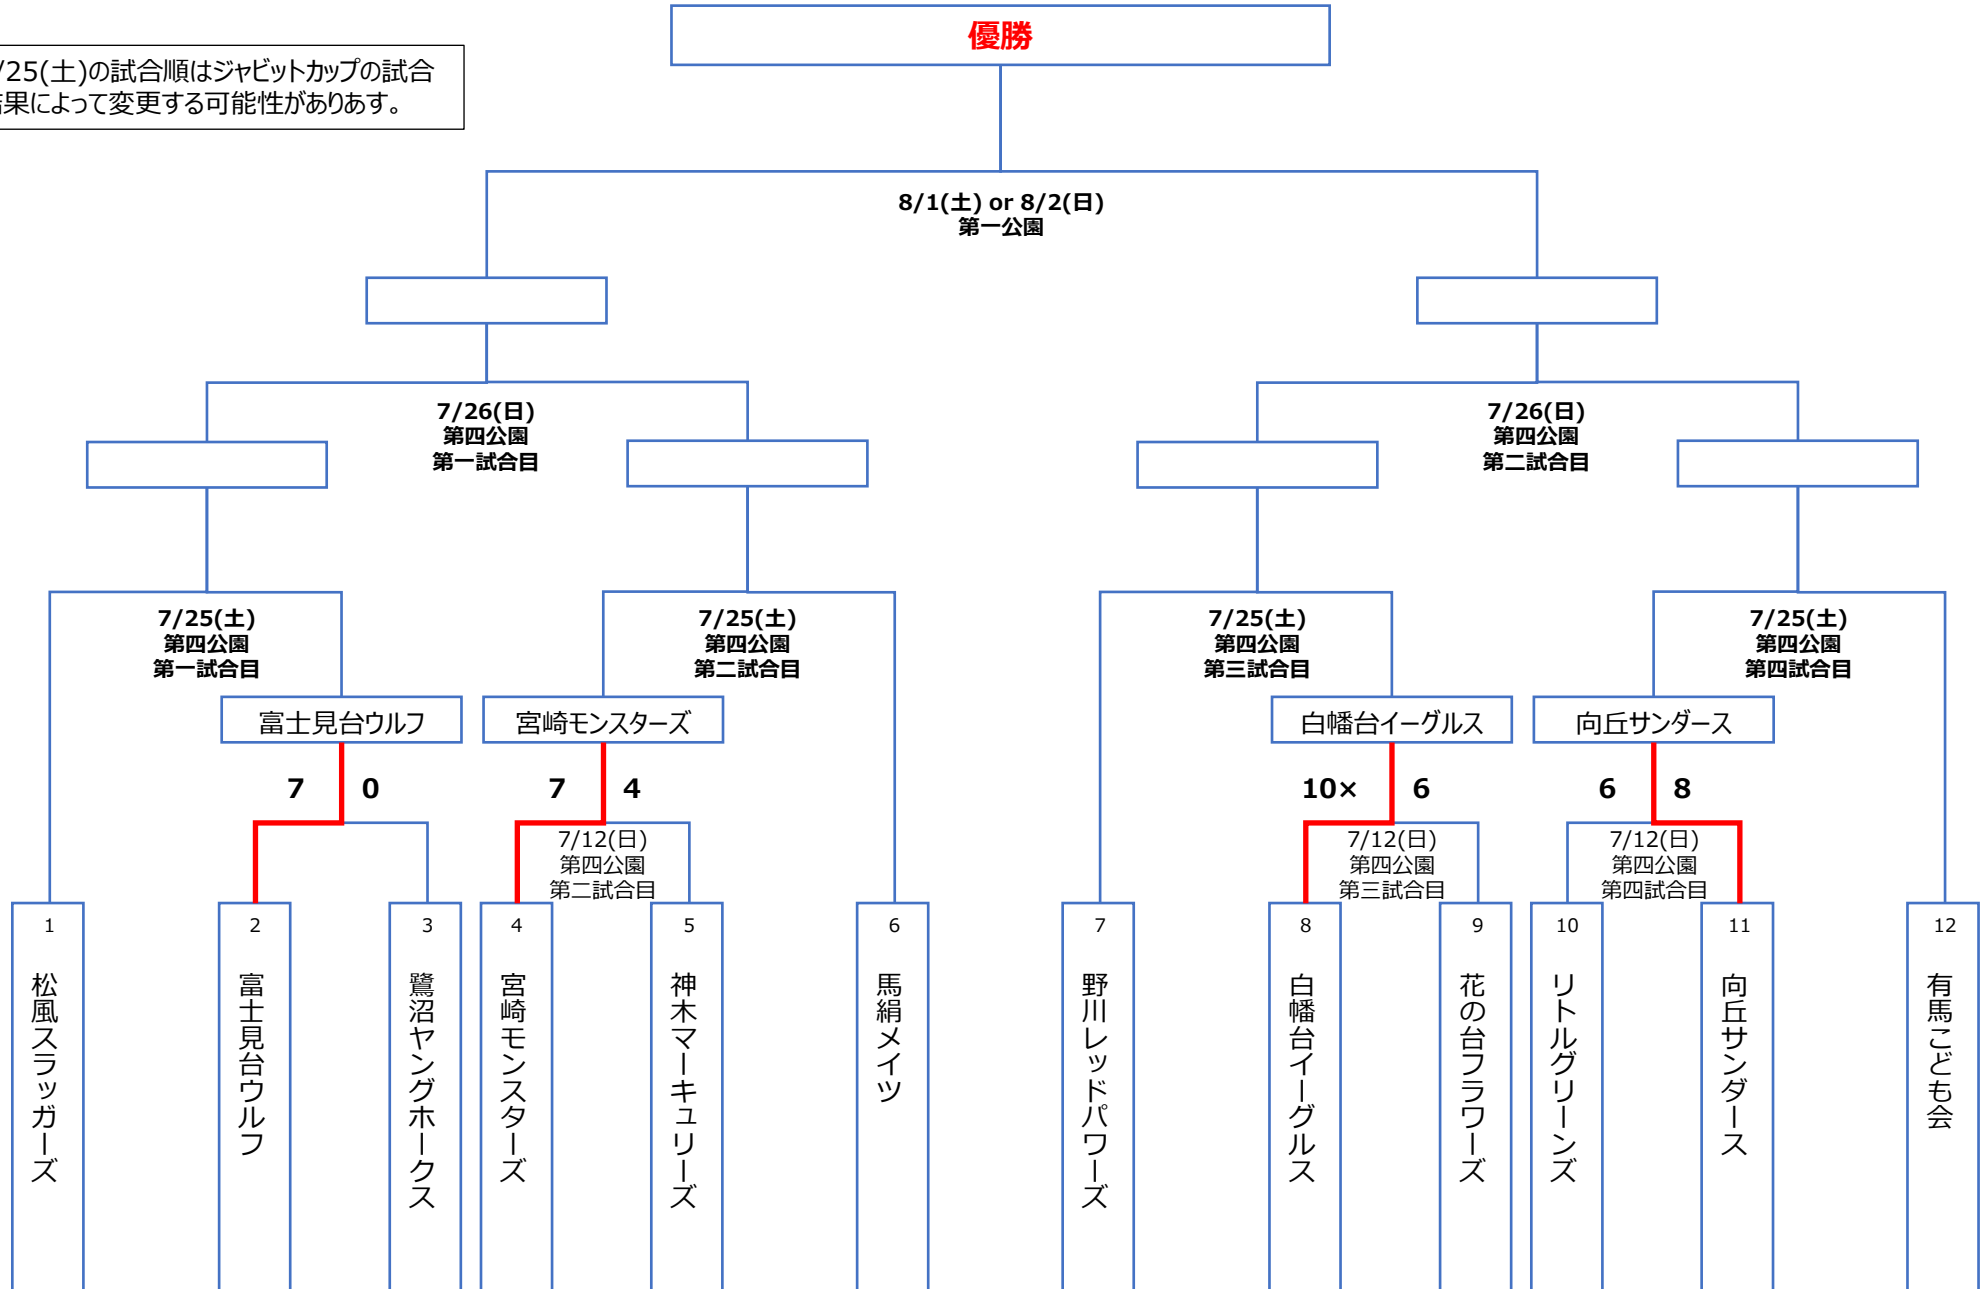 優勝
/25(土)の試合順はジャビットカップの試合
結果によって変更する可能性がありあす。
8/1(土) or 8/2(日)
第一公園
7/26(日)
第四公園
第一試合目
7/26(日)
第四公園
第二試合目
7/25(土)
第四公園
第一試合目
7/25(土)
第四公園
第二試合目
7/25(土)
第四公園
第三試合目
7/25(土)
第四公園
第四試合目
富士見台ウルフ
宮崎モンスターズ
白幡台イーグルス
向丘サンダース
7 0
7 4
10× 6
6 8
7/12(日)
第四公園
第二試合目
7/12(日)
第四公園
第三試合目
7/12(日)
第四公園
第四試合目
1
松風スラッガーズ
2
富士見台ウルフ
3
鷺沼ヤングホークス
4
宮崎モンスターズ
5
神木マーキュリーズ
6
馬絹メイツ
7
野川レッドパワーズ
8
白幡台イーグルス
9
花の台フラワーズ
10
リトルグリーンズ
11
向丘サンダース
12
有馬こども会